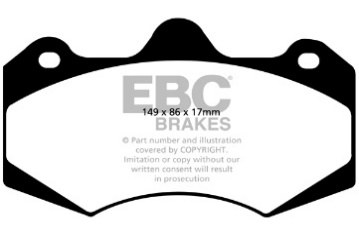 EBC
149 x 86 x 17mm
BRAKES
© Part number and illustration
covered by COPYRIGHT.
Imitation or copy without our
written consent will result
in prosecution